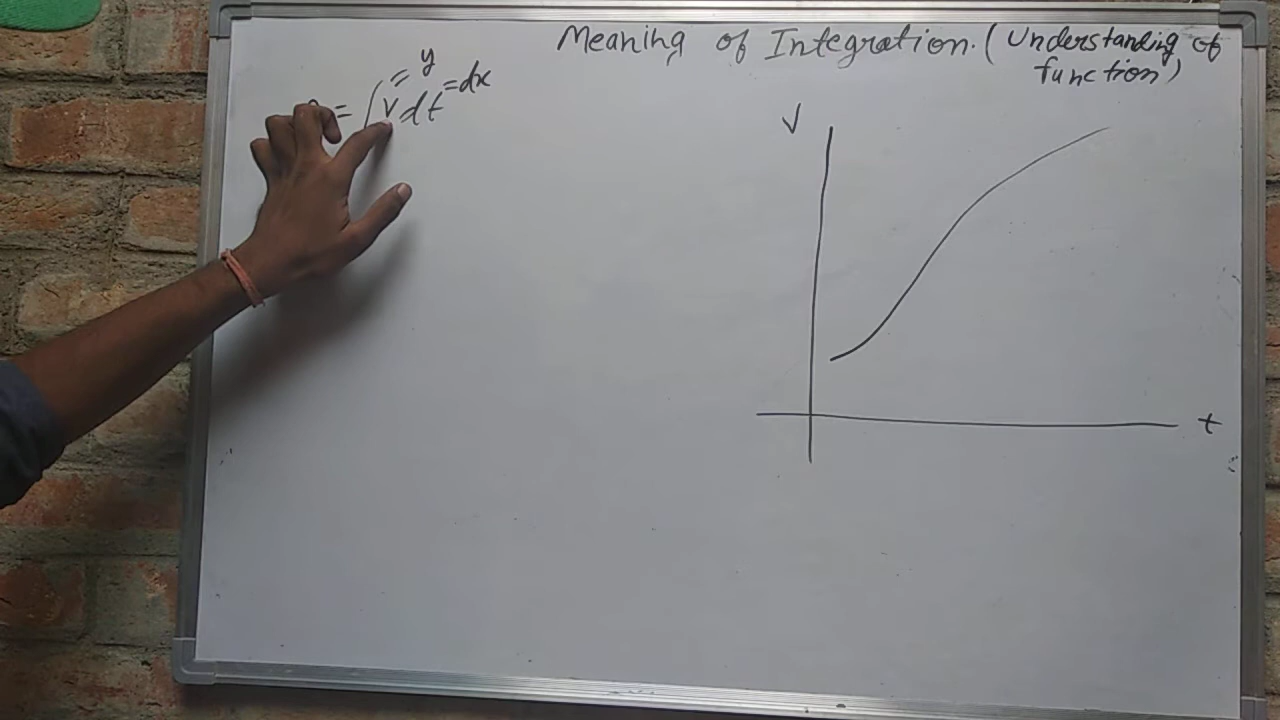 Meaning of Integration. (Understanding of
function)
= y
= ∫ v dt = dx
V
t